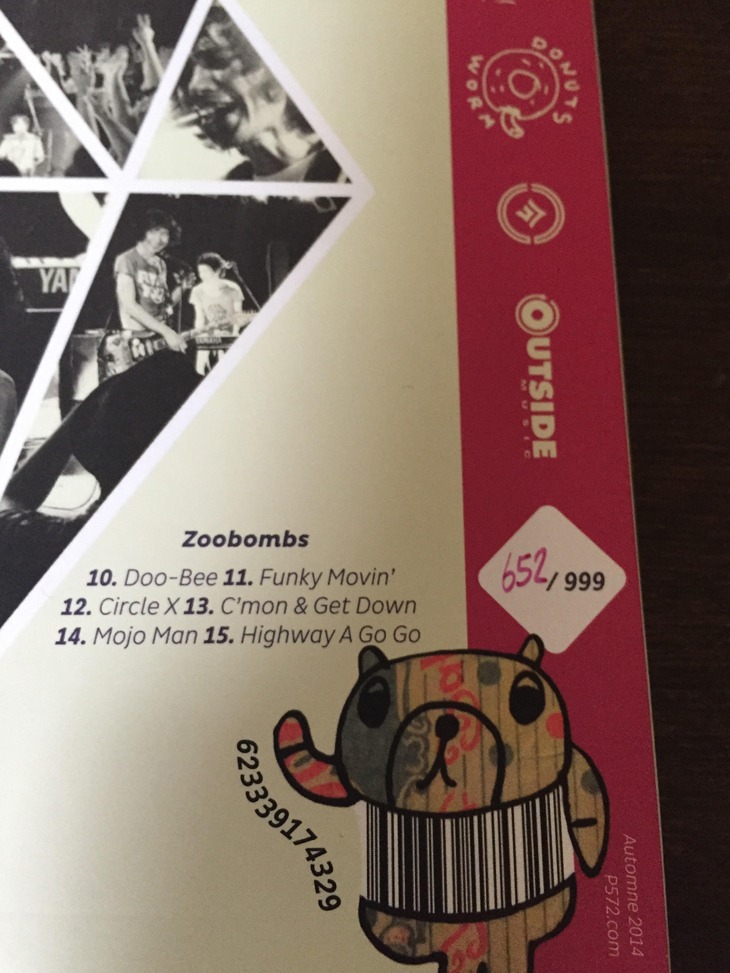 DONUTS
WORM
YA
OUTSIDE
MUSIC
652 / 999
Zoobombs
10. Doo-Bee 11. Funky Movin'
12. Circle X 13. C'mon & Get Down
14. Mojo Man 15. Highway A Go Go
623339174329
Automne 2014
P572.com